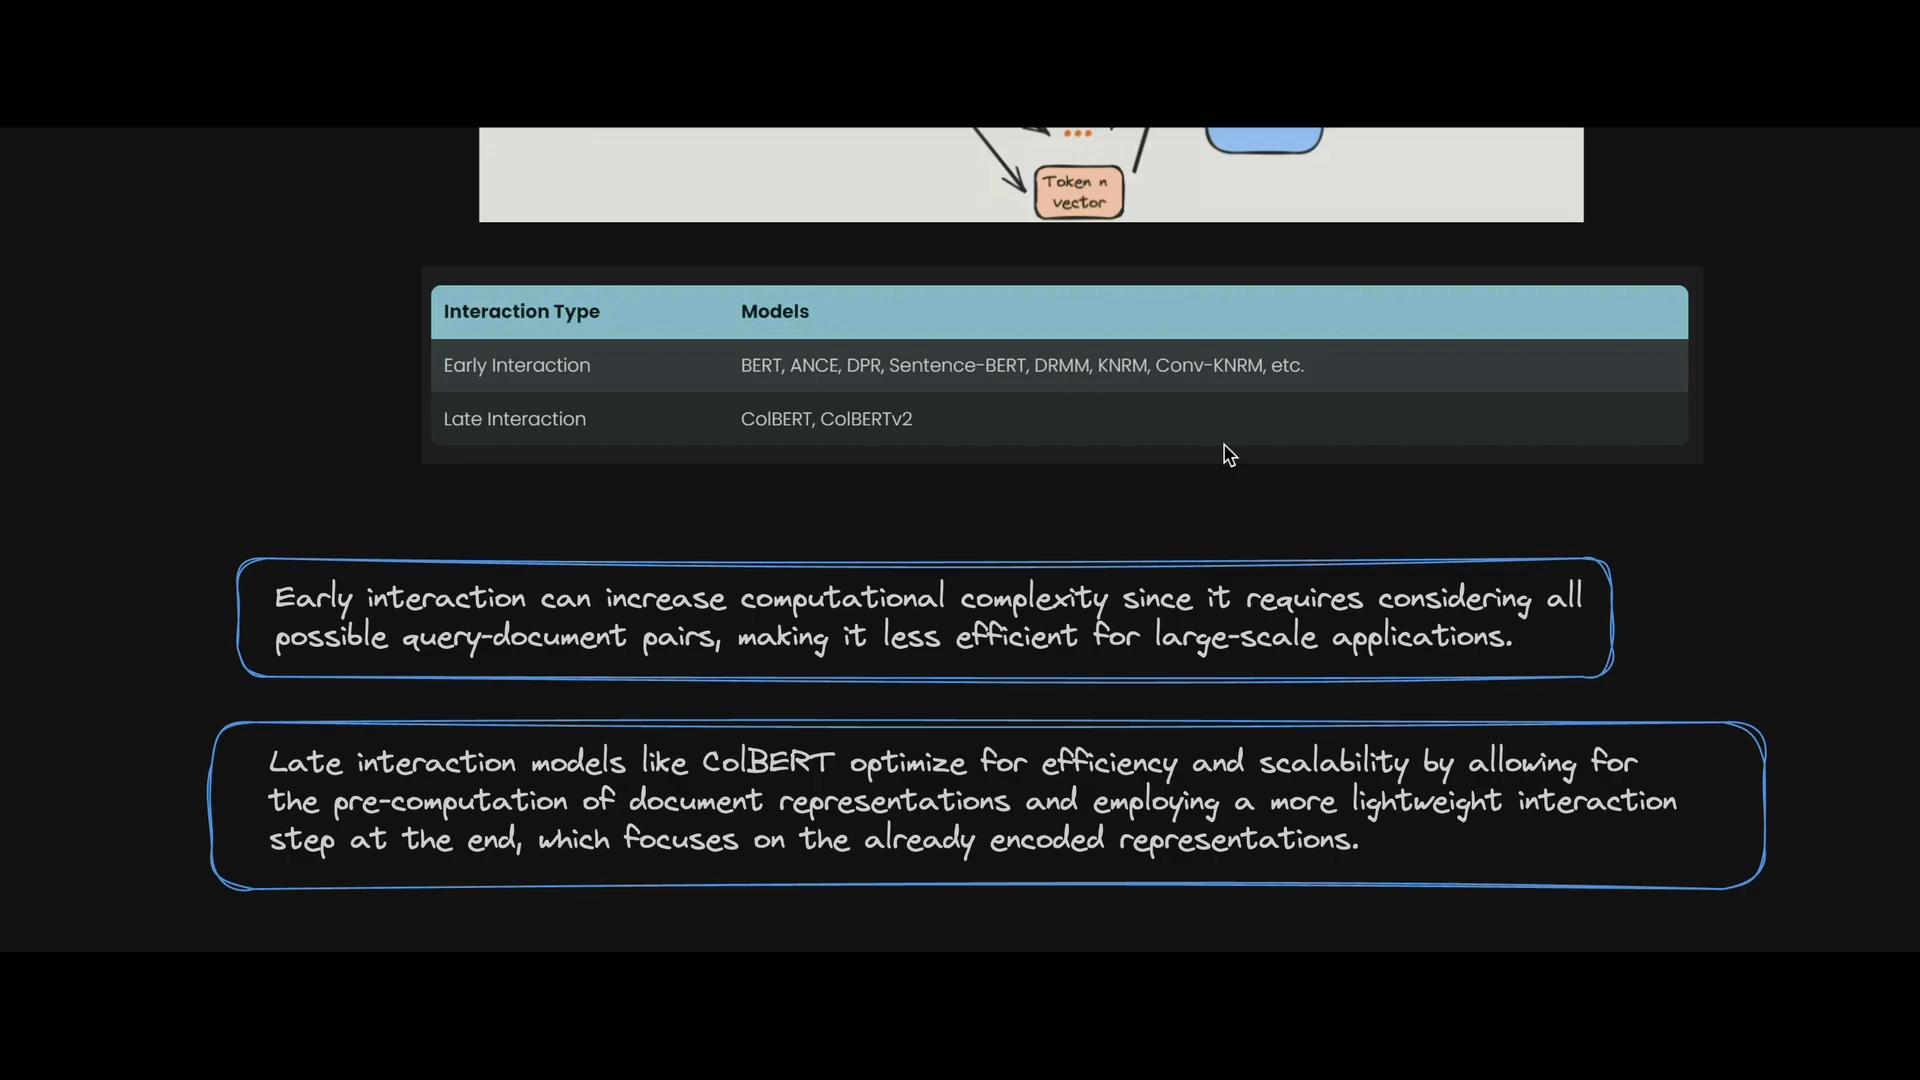 Token n
vector
Interaction Type Models
Early Interaction BERT, ANCE, DPR, Sentence-BERT, DRMM, KNRM, Conv-KNRM, etc.
Late Interaction ColBERT, ColBERTv2
Early interaction can increase computational complexity since it requires considering all
possible query-document pairs, making it less efficient for large-scale applications.
Late interaction models like ColBERT optimize for efficiency and scalability by allowing for
the pre-computation of document representations and employing a more lightweight interaction
step at the end, which focuses on the already encoded representations.